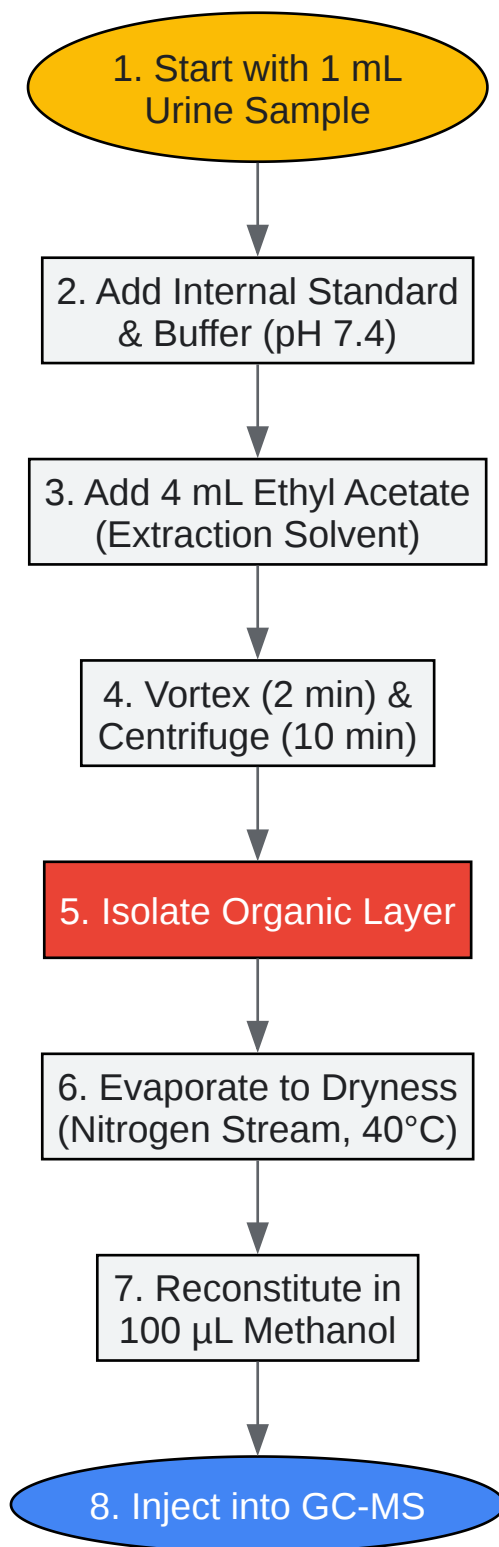 1. Start with 1 mL
Urine Sample
2. Add Internal Standard
& Buffer (pH 7.4)
3. Add 4 mL Ethyl Acetate
(Extraction Solvent)
4. Vortex (2 min) &
Centrifuge (10 min)
5. Isolate Organic Layer
6. Evaporate to Dryness
(Nitrogen Stream, 40°C)
7. Reconstitute in
100 µL Methanol
8. Inject into GC-MS